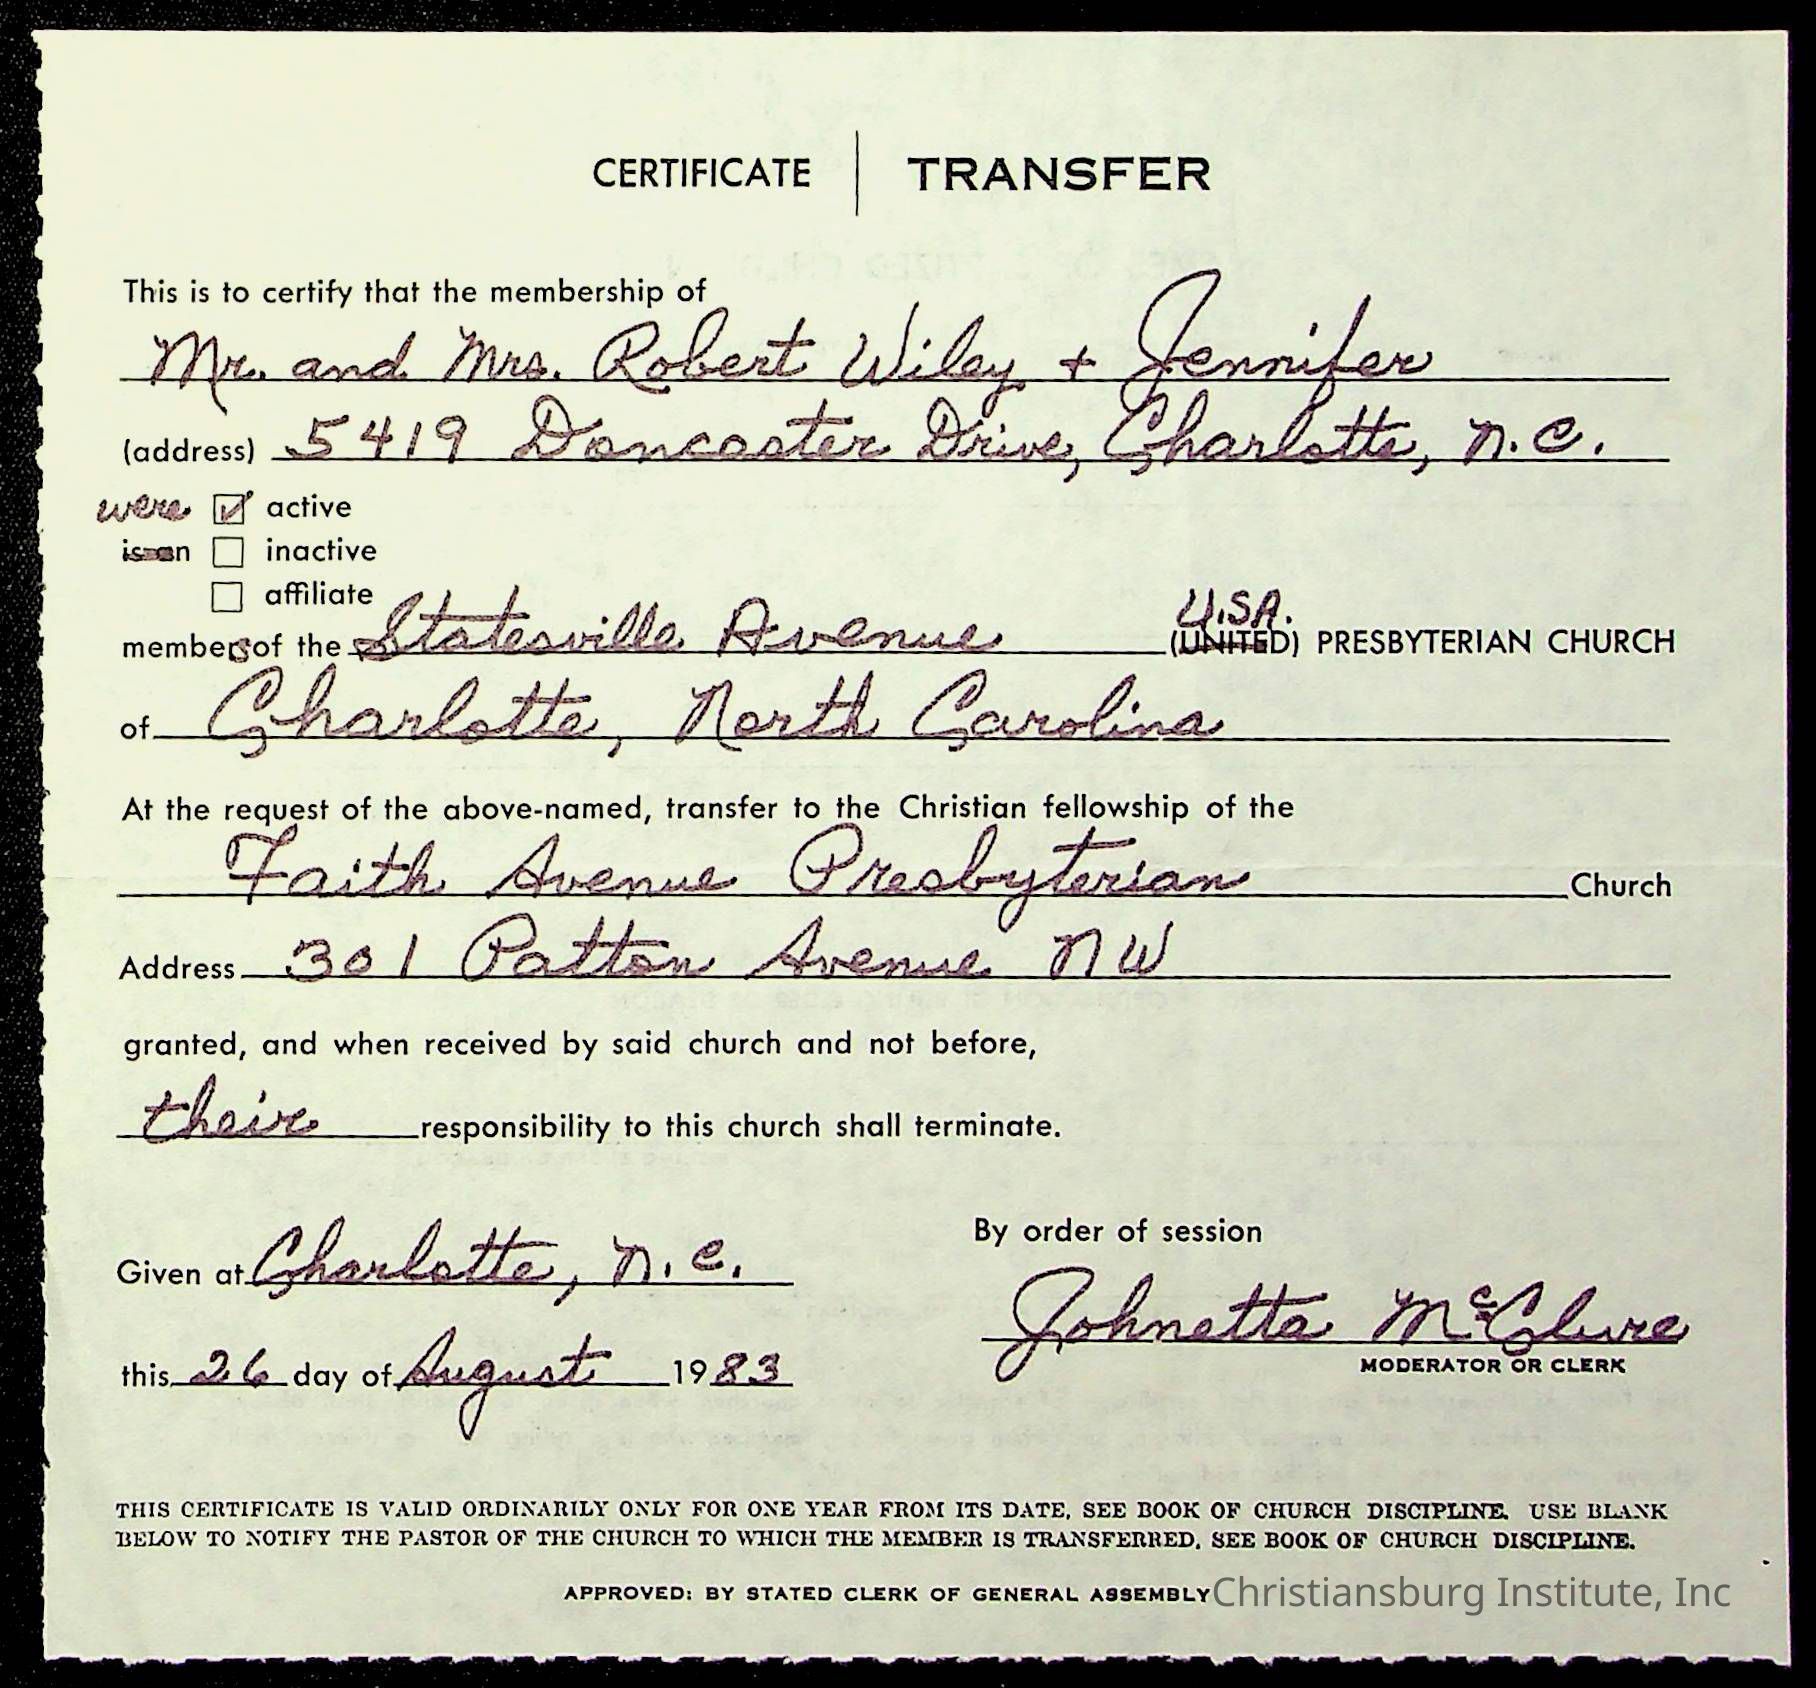 CERTIFICATE | TRANSFER
This is to certify that the membership of
Mr. and Mrs. Robert Wiley + Jennifer
(address) 5419 Doncaster Drive, Charlotte, N.C.
were ☑ active
is an ☐ inactive
☐ affiliate
U.S.A.
members of the Statesville Avenue (UNITED) PRESBYTERIAN CHURCH
of Charlotte, North Carolina
At the request of the above-named, transfer to the Christian fellowship of the
Faith Avenue Presbyterian Church
Address 301 Patton Avenue NW
granted, and when received by said church and not before,
their responsibility to this church shall terminate.
By order of session
Given at Charlotte, N.C.
Johnetta McClure
MODERATOR OR CLERK
this 26 day of August 1983
THIS CERTIFICATE IS VALID ORDINARILY ONLY FOR ONE YEAR FROM ITS DATE, SEE BOOK OF CHURCH DISCIPLINE. USE BLANK
BELOW TO NOTIFY THE PASTOR OF THE CHURCH TO WHICH THE MEMBER IS TRANSFERRED, SEE BOOK OF CHURCH DISCIPLINE.
APPROVED: BY STATED CLERK OF GENERAL ASSEMBLY
Christiansburg Institute, Inc